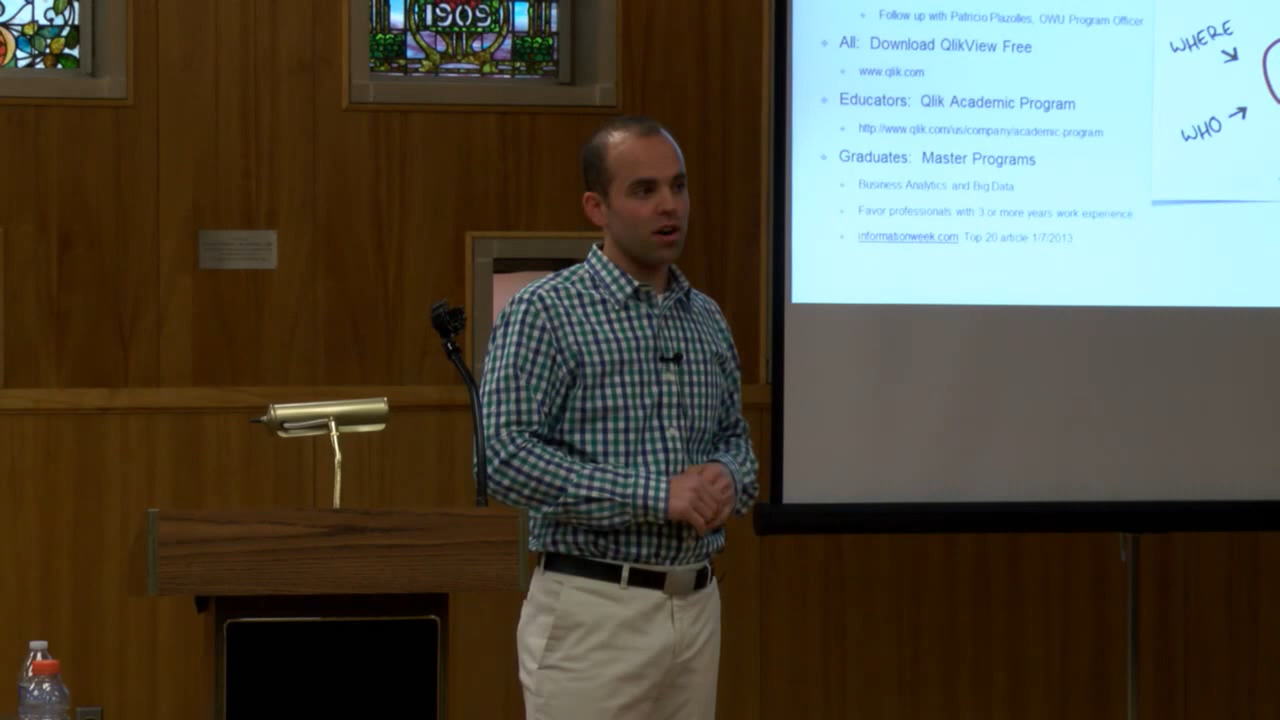 1909
Follow up with Patricio Plazolles, OWU Program Officer
All: Download QlikView Free
www.qlik.com
Educators: Qlik Academic Program
http://www.qlik.com/us/company/academic-program
Graduates: Master Programs
Business Analytics and Big Data
Favor professionals with 3 or more years work experience
informationweek.com Top 20 article 1/7/2013
WHERE
WHO